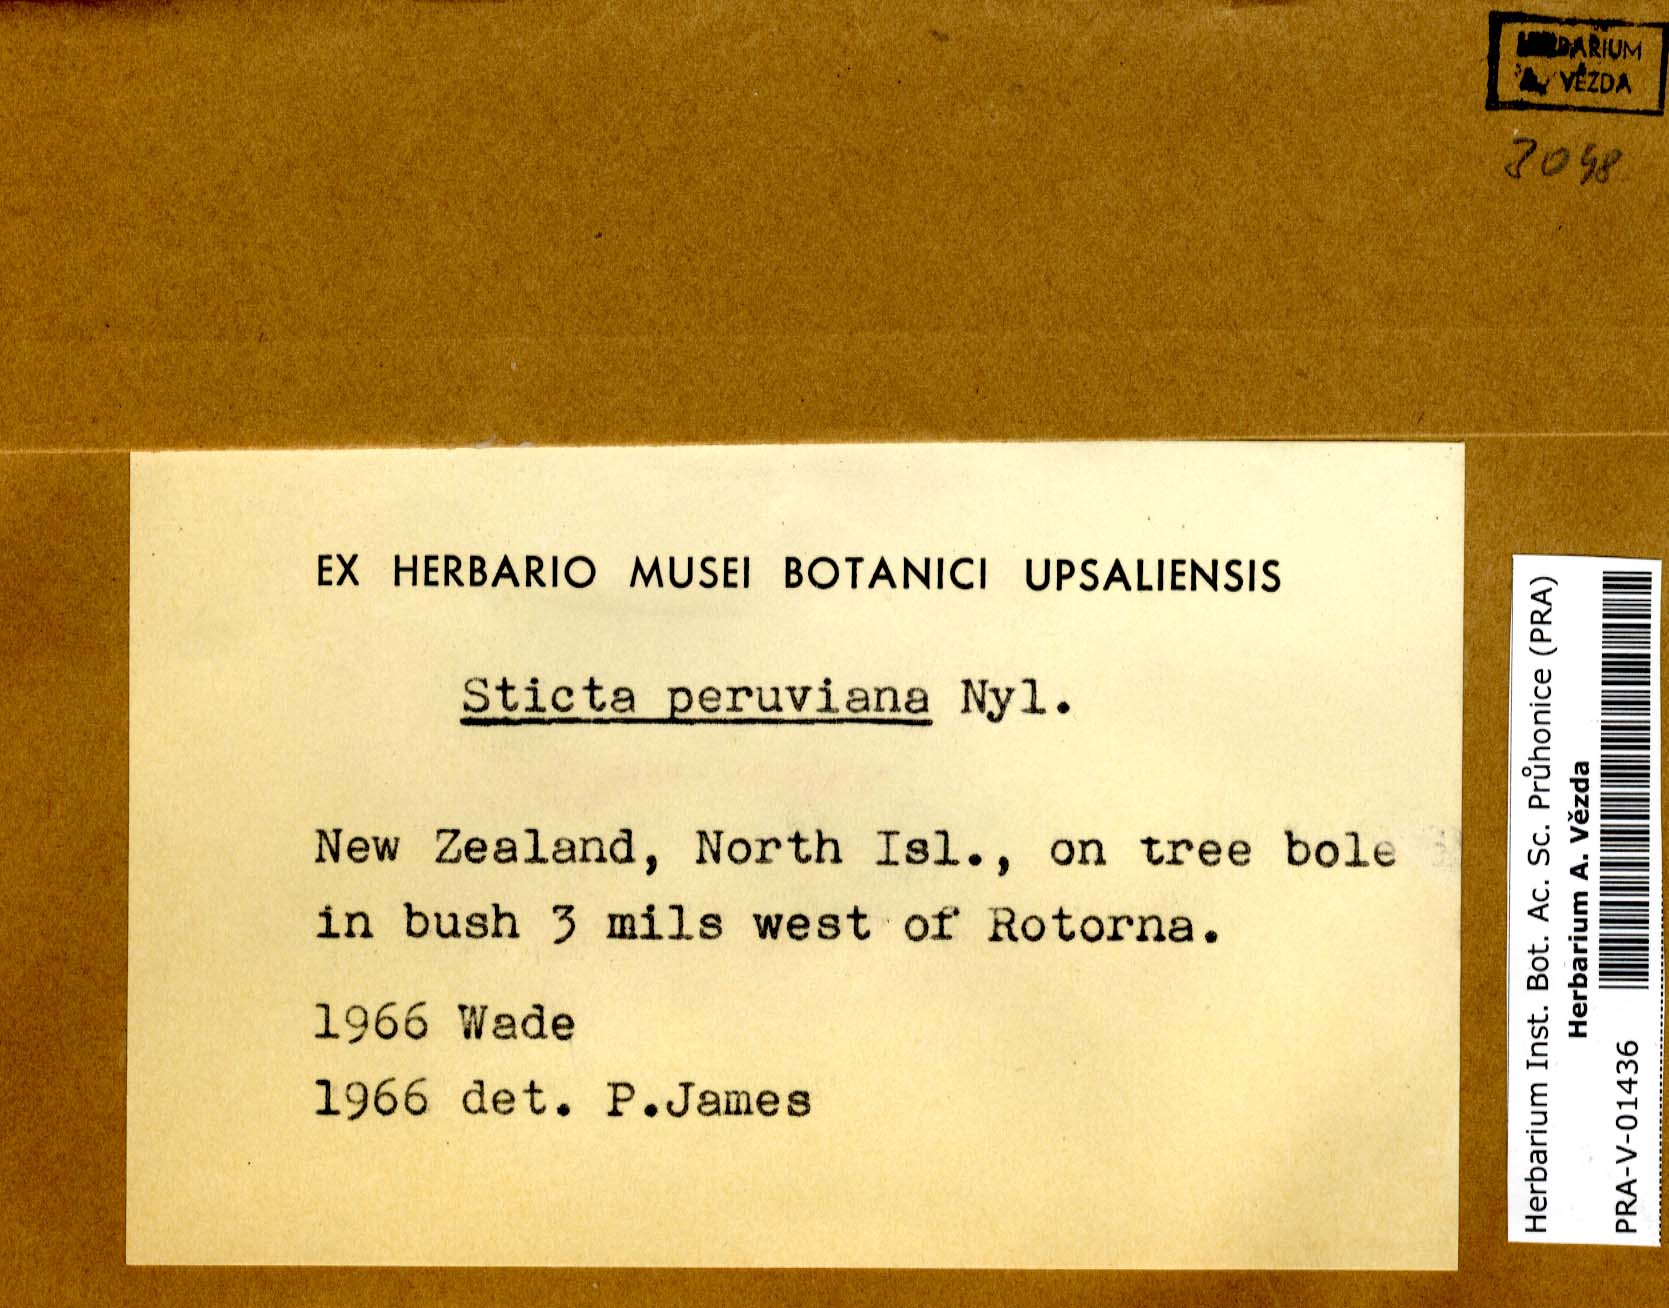 HERBARIUM
A. VĚZDA
3048
EX HERBARIO MUSEI BOTANICI UPSALIENSIS
Sticta peruviana Nyl.
New Zealand, North Isl., on tree bole
in bush 3 mils west of Rotorna.
1966 Wade
1966 det. P.James
Herbarium Inst. Bot. Ac. Sc. Průhonice (PRA)
Herbarium A. Vězda
PRA-V-01436